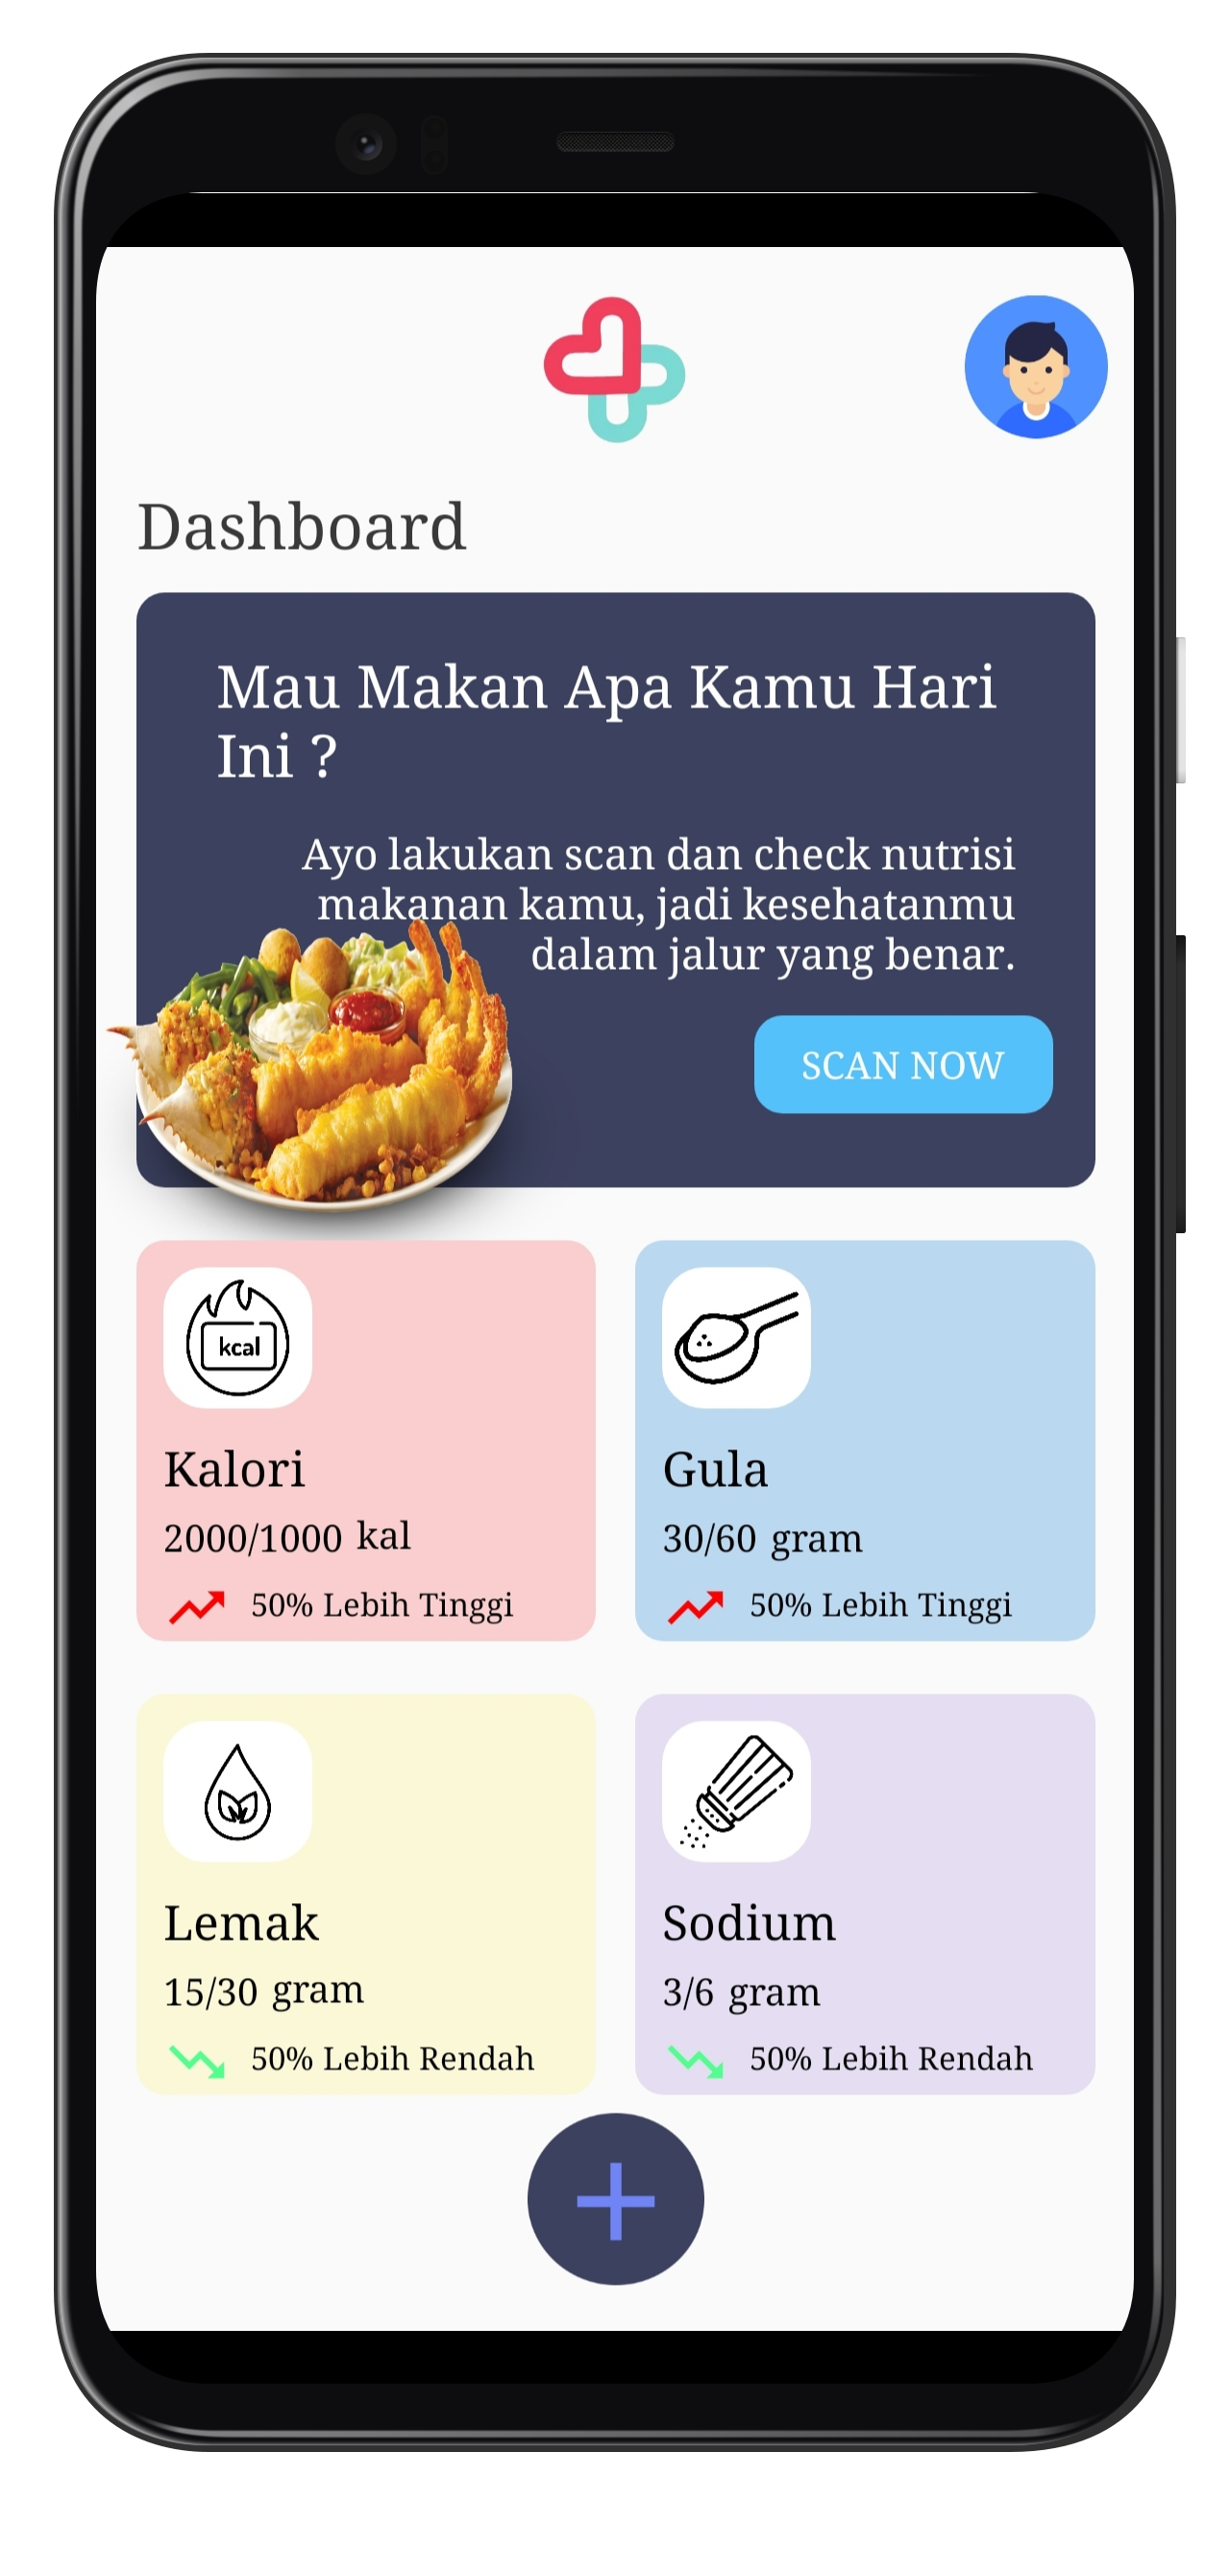 Dashboard
Mau Makan Apa Kamu Hari
Ini ?
Ayo lakukan scan dan check nutrisi
makanan kamu, jadi kesehatanmu
dalam jalur yang benar.
SCAN NOW
kcal
Kalori
2000/1000 kal
50% Lebih Tinggi
Gula
30/60 gram
50% Lebih Tinggi
Lemak
15/30 gram
50% Lebih Rendah
Sodium
3/6 gram
50% Lebih Rendah